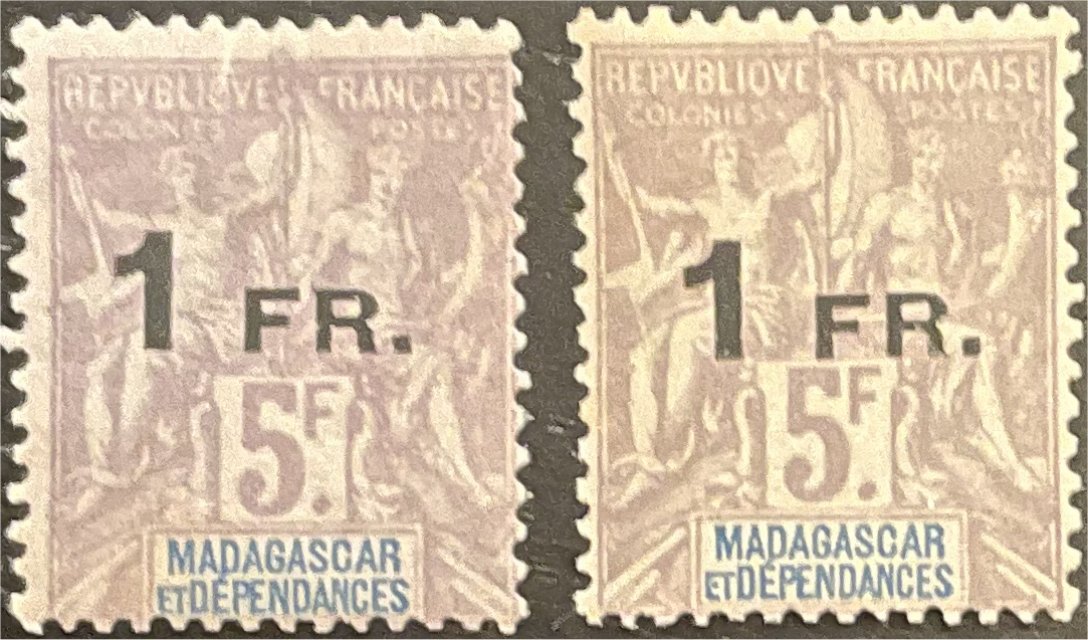 RÉPVBLIQVE FRANÇAISE
COLONIES POSTES
1 FR.
5F.
MADAGASCAR
ET DÉPENDANCES
REPVBLIQVE FRANÇAISE
COLONIES POSTES
1 FR.
5F.
MADAGASCAR
ET DÉPENDANCES